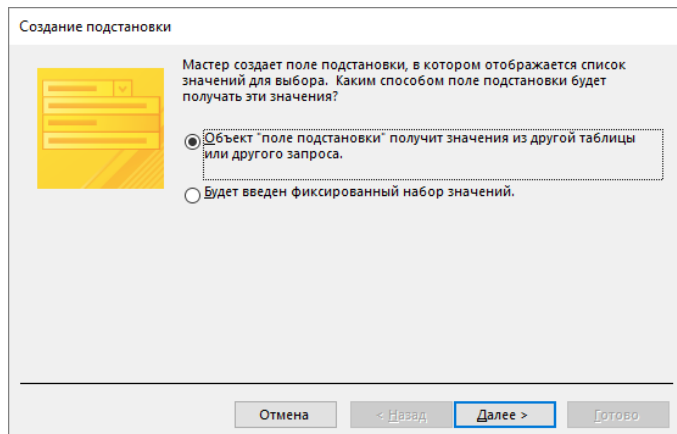 Создание подстановки
Мастер создает поле подстановки, в котором отображается список
значений для выбора. Каким способом поле подстановки будет
получать эти значения?
Объект "поле подстановки" получит значения из другой таблицы
или другого запроса.
Будет введен фиксированный набор значений.
Отмена < Назад Далее > Готово